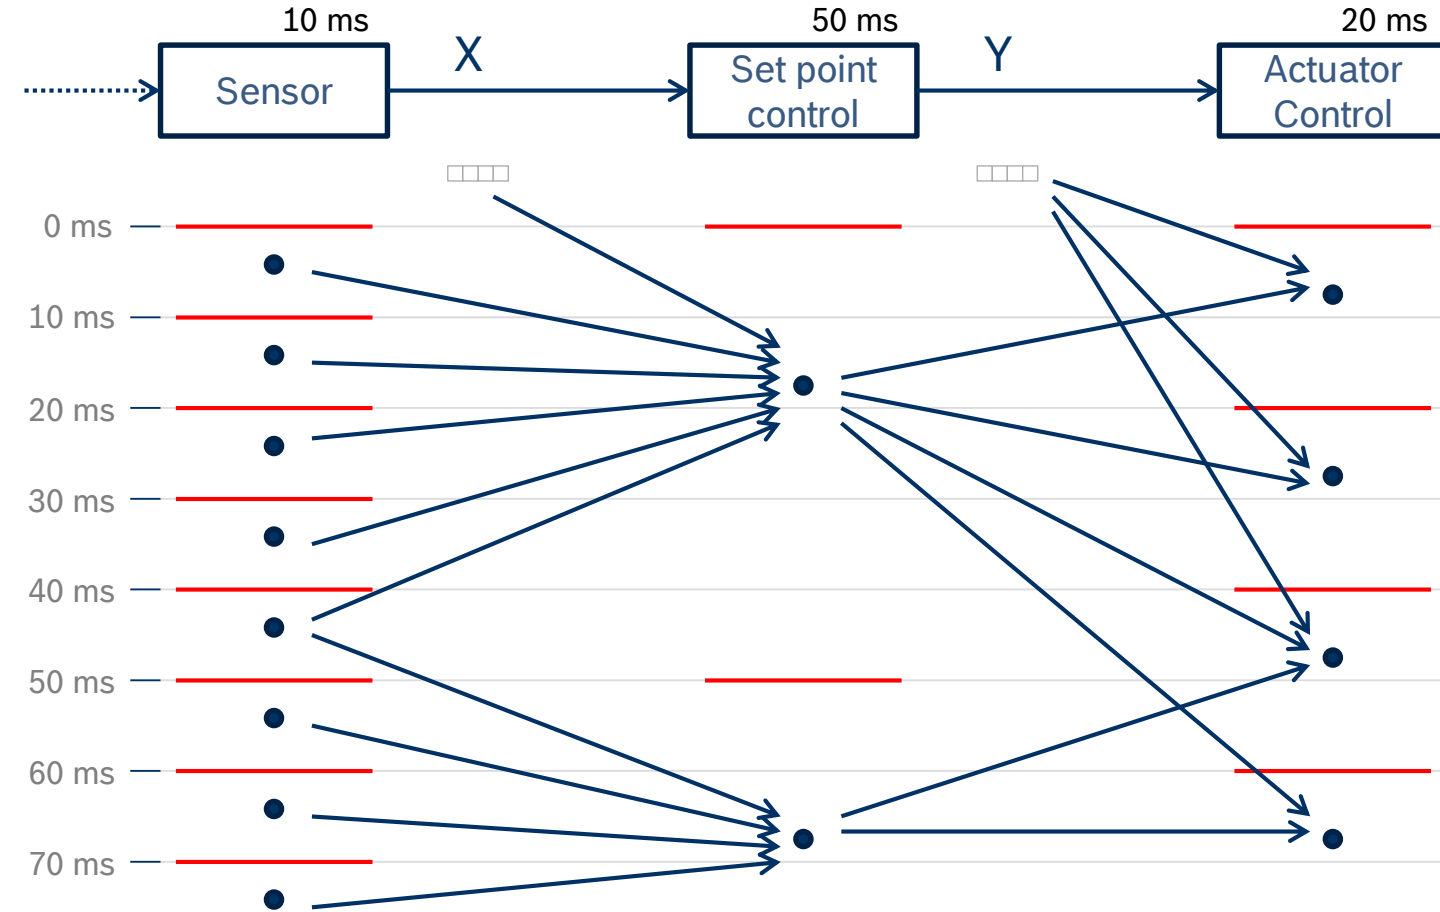 10 ms
50 ms
20 ms
X
Y
Sensor
Set point
control
Actuator
Control
0 ms
10 ms
20 ms
30 ms
40 ms
50 ms
60 ms
70 ms